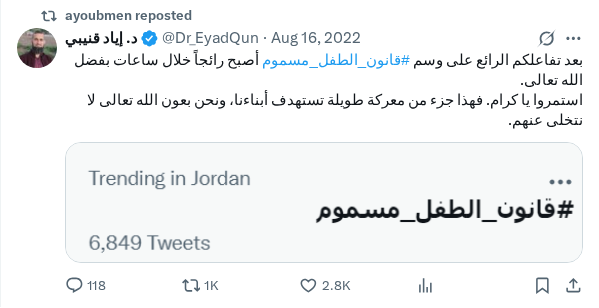 ayoubmen reposted
د. إياد قنيبي @Dr_EyadQun · Aug 16, 2022
بعد تفاعلكم الرائع على وسم #قانون_الطفل_مسموم أصبح رائجاً خلال ساعات بفضل
الله تعالى.
استمروا يا كرام. فهذا جزء من معركة طويلة تستهدف أبناءنا، ونحن بعون الله تعالى لا
نتخلى عنهم.
Trending in Jordan
#قانون_الطفل_مسموم
6,849 Tweets
118 1K 2.8K